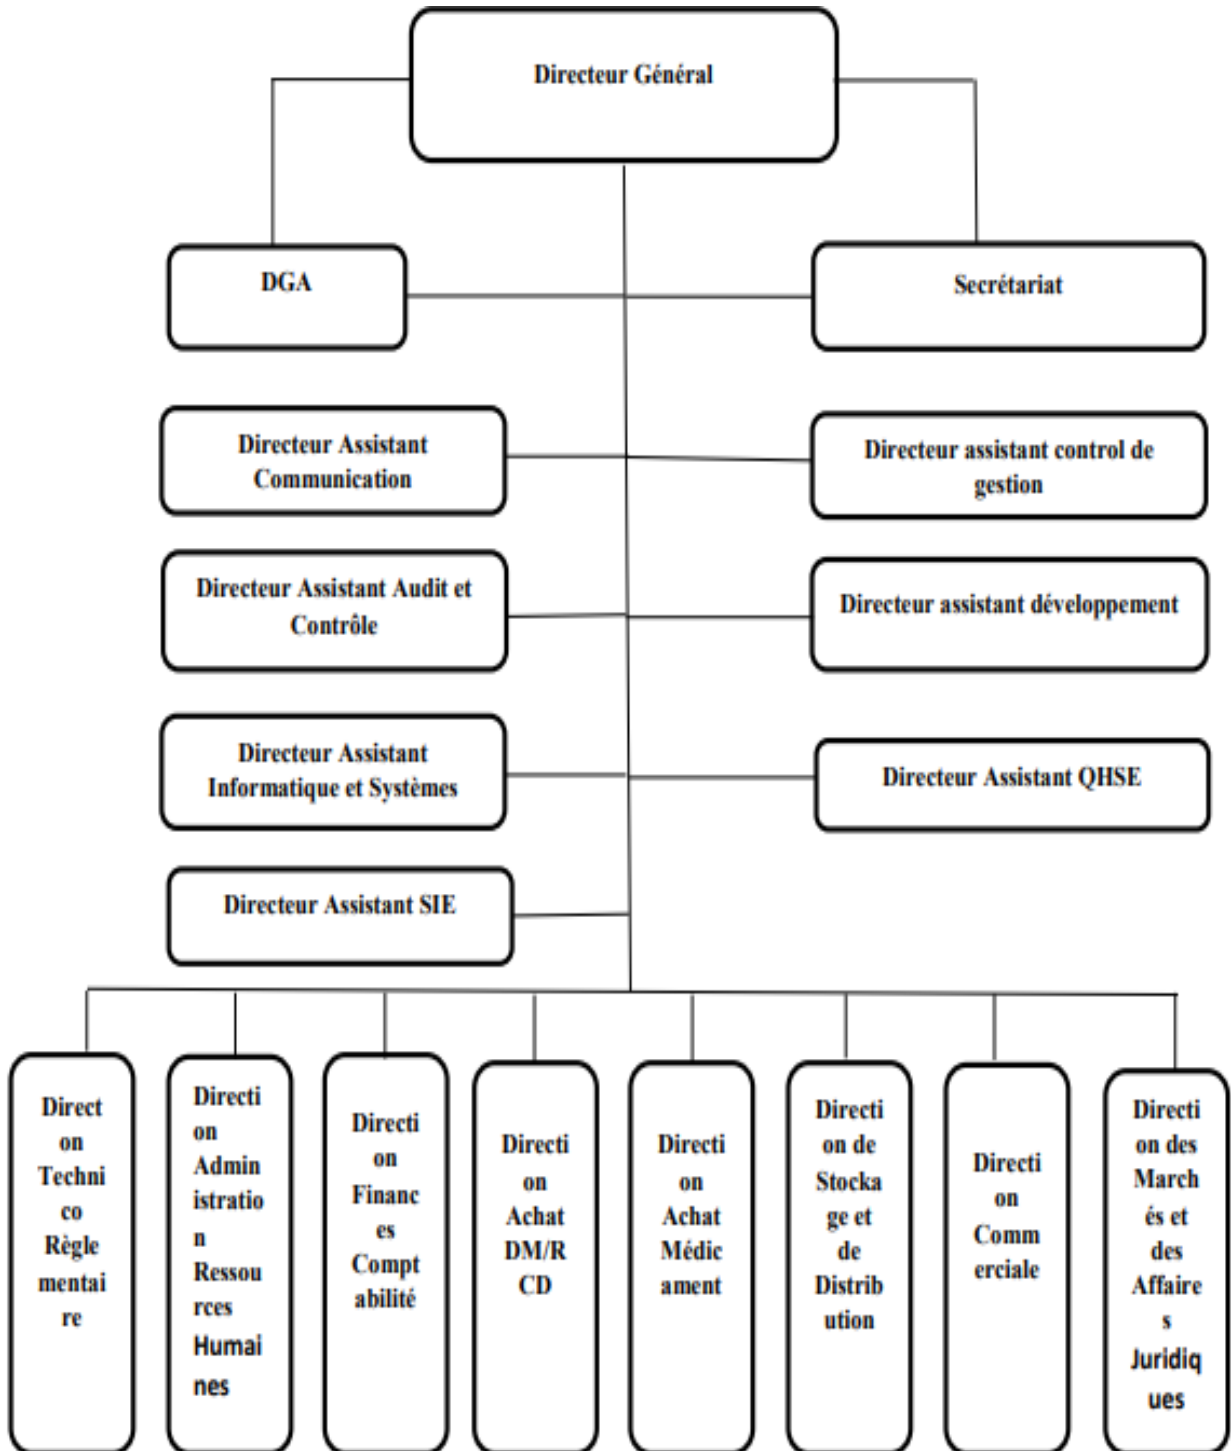 Directeur Général
DGA
Secrétariat
Directeur Assistant
Communication
Directeur assistant control de
gestion
Directeur Assistant Audit et
Contrôle
Directeur assistant développement
Directeur Assistant
Informatique et Systèmes
Directeur Assistant QHSE
Directeur Assistant SIE
Direct
on
Techni
co
Règle
mentai
re
Directi
on
Admin
istratio
n
Ressou
rces
Humai
nes
Directi
on
Financ
es
Compt
abilité
Directi
on
Achat
DM/R
CD
Directi
on
Achat
Médic
ament
Directi
on de
Stocka
ge et
de
Distrib
ution
Directi
on
Comm
erciale
Directi
on des
March
és et
des
Affaire
s
Juridiq
ues